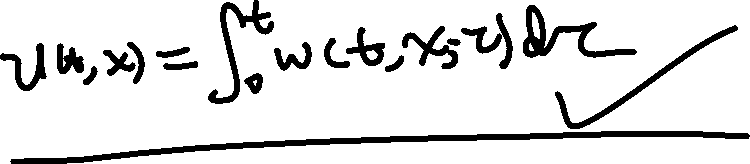 u(t,x) = ∫₀ᵗ w(t,x;τ)dτ